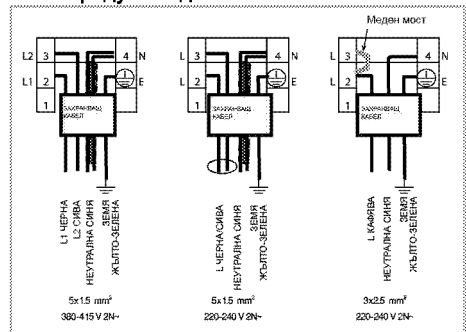 Меден мост
L2 3 4 N
L1 2 E
1
ЗАХРАНВАЩ
КАБЕЛ
L1 ЧЕРНА
L2 СИВА
НЕУТРАЛНА СИНЯ
ЗЕМЯ
ЖЪЛТО-ЗЕЛЕНА
5x1.5 mm²
380-415 V 2N~
L 3 4 N
L 2 E
1
ЗАХРАНВАЩ
КАБЕЛ
L ЧЕРНА/СИВА
НЕУТРАЛНА СИНЯ
ЗЕМЯ
ЖЪЛТО-ЗЕЛЕНА
5x1.5 mm²
220-240 V 2N~
L 3 4 N
L 2 E
1
ЗАХРАНВАЩ
КАБЕЛ
L КАФЯВА
НЕУТРАЛНА СИНЯ
ЗЕМЯ
ЖЪЛТО-ЗЕЛЕНА
3x2.5 mm²
220-240 V 2N~